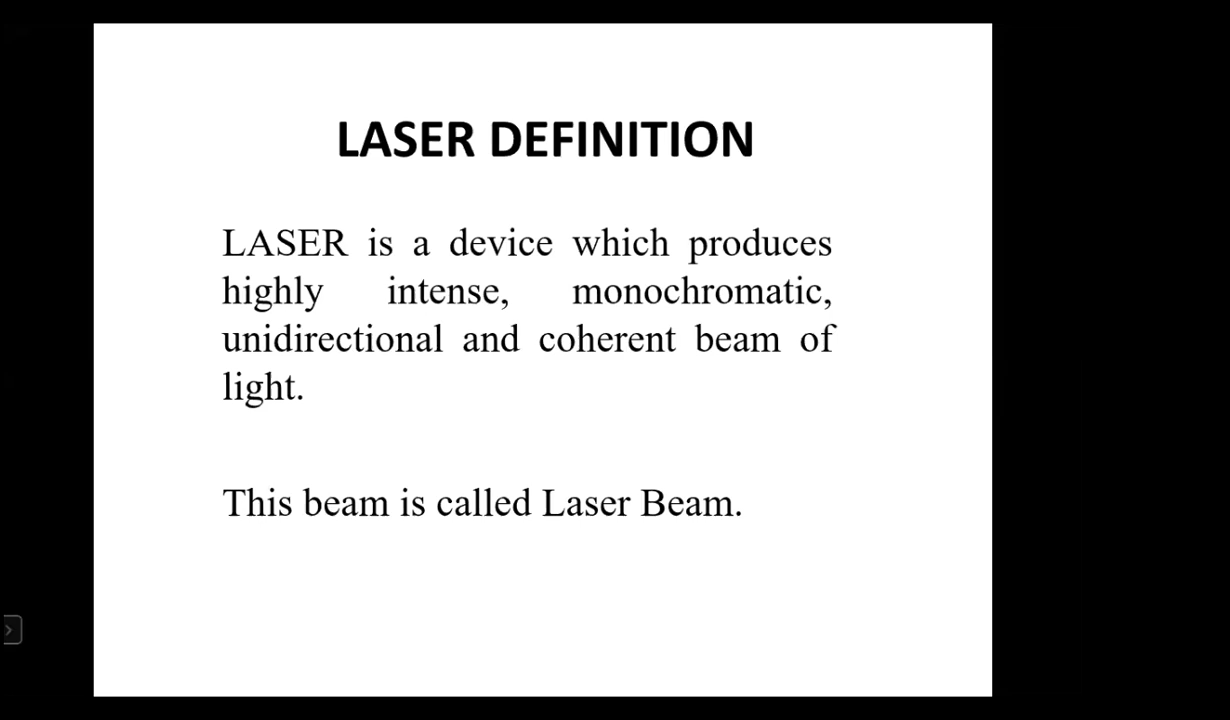 LASER DEFINITION
LASER is a device which produces
highly intense, monochromatic,
unidirectional and coherent beam of
light.
This beam is called Laser Beam.